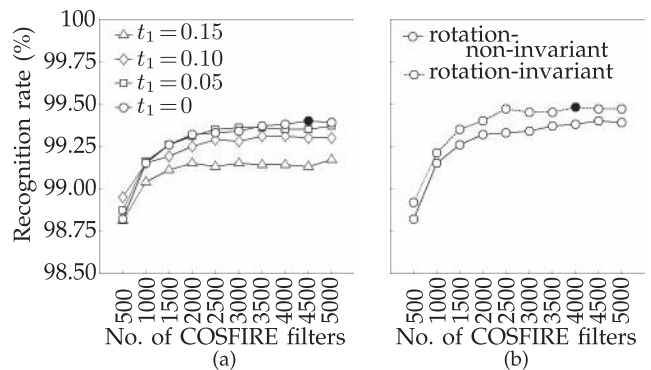 Recognition rate (%)
100
99.75
99.50
99.25
99.00
98.75
98.50
t₁=0.15
t₁=0.10
t₁=0.05
t₁=0
500
1000
1500
2000
2500
3000
3500
4000
4500
5000
No. of COSFIRE filters
(a)
rotation-
non-invariant
rotation-invariant
500
1000
1500
2000
2500
3000
3500
4000
4500
5000
No. of COSFIRE filters
(b)